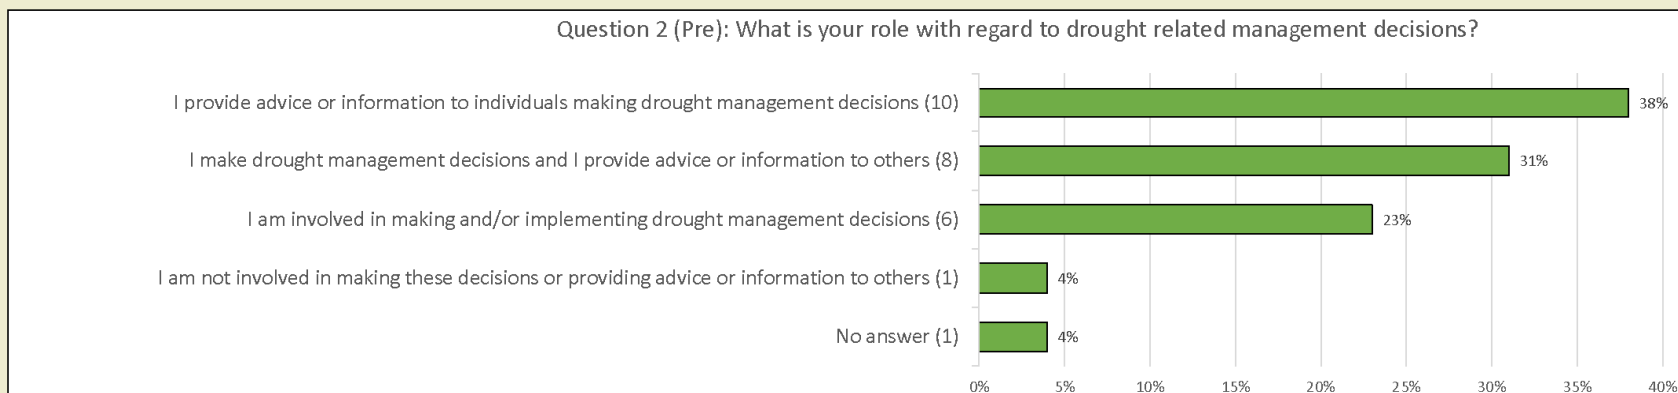 Question 2 (Pre): What is your role with regard to drought related management decisions?
I provide advice or information to individuals making drought management decisions (10)
38%
I make drought management decisions and I provide advice or information to others (8)
31%
I am involved in making and/or implementing drought management decisions (6)
23%
I am not involved in making these decisions or providing advice or information to others (1)
4%
No answer (1)
4%
0% 5% 10% 15% 20% 25% 30% 35% 40%